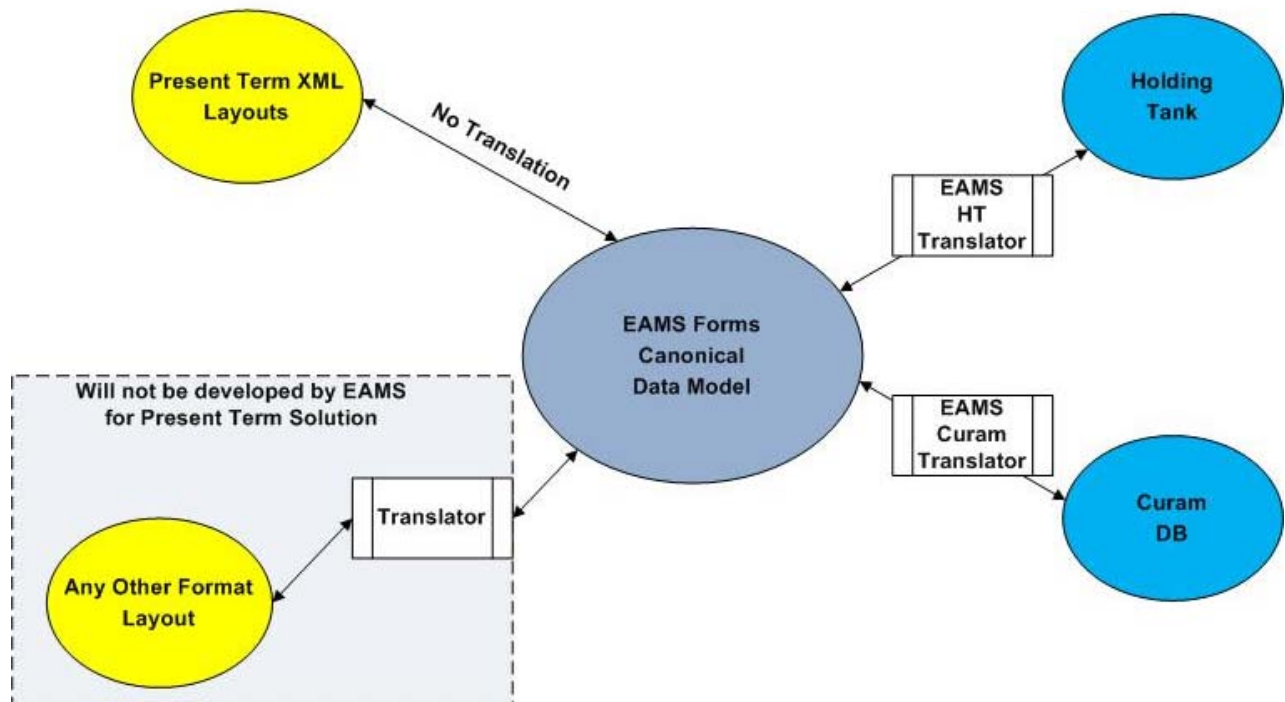 Present Term XML
Layouts
No Translation
Holding
Tank
EAMS
HT
Translator
EAMS Forms
Canonical
Data Model
EAMS
Curam
Translator
Curam
DB
Will not be developed by EAMS
for Present Term Solution
Translator
Any Other Format
Layout